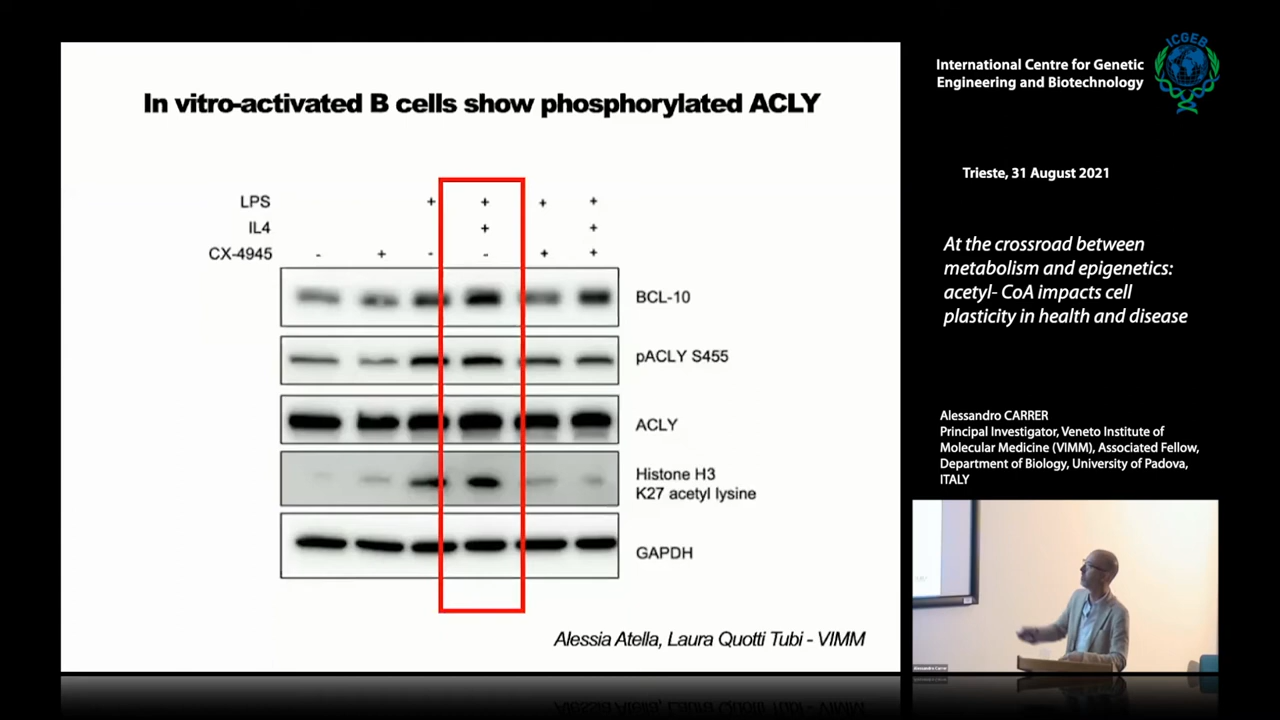 In vitro-activated B cells show phosphorylated ACLY
LPS + + + +
IL4 + +
CX-4945 - + - - + +
BCL-10
pACLY S455
ACLY
Histone H3
K27 acetyl lysine
GAPDH
Alessia Atella, Laura Quotti Tubi - VIMM
International Centre for Genetic
Engineering and Biotechnology
ICGEB
Trieste, 31 August 2021
At the crossroad between
metabolism and epigenetics:
acetyl- CoA impacts cell
plasticity in health and disease
Alessandro CARRER
Principal Investigator, Veneto Institute of
Molecular Medicine (VIMM), Associated Fellow,
Department of Biology, University of Padova,
ITALY
Alessandro Carrer